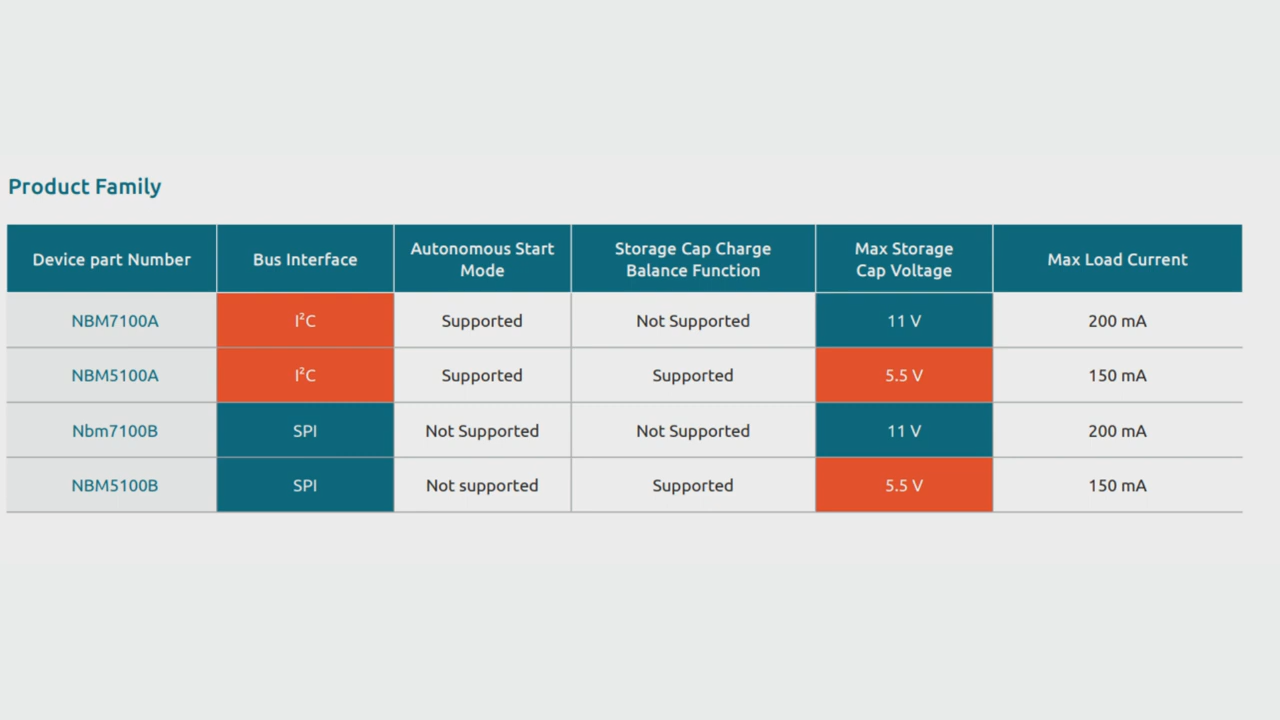 Product Family
Device part Number
Bus Interface
Autonomous Start
Mode
Storage Cap Charge
Balance Function
Max Storage
Cap Voltage
Max Load Current
NBM7100A
I²C
Supported
Not Supported
11 V
200 mA
NBM5100A
I²C
Supported
Supported
5.5 V
150 mA
Nbm7100B
SPI
Not Supported
Not Supported
11 V
200 mA
NBM5100B
SPI
Not supported
Supported
5.5 V
150 mA